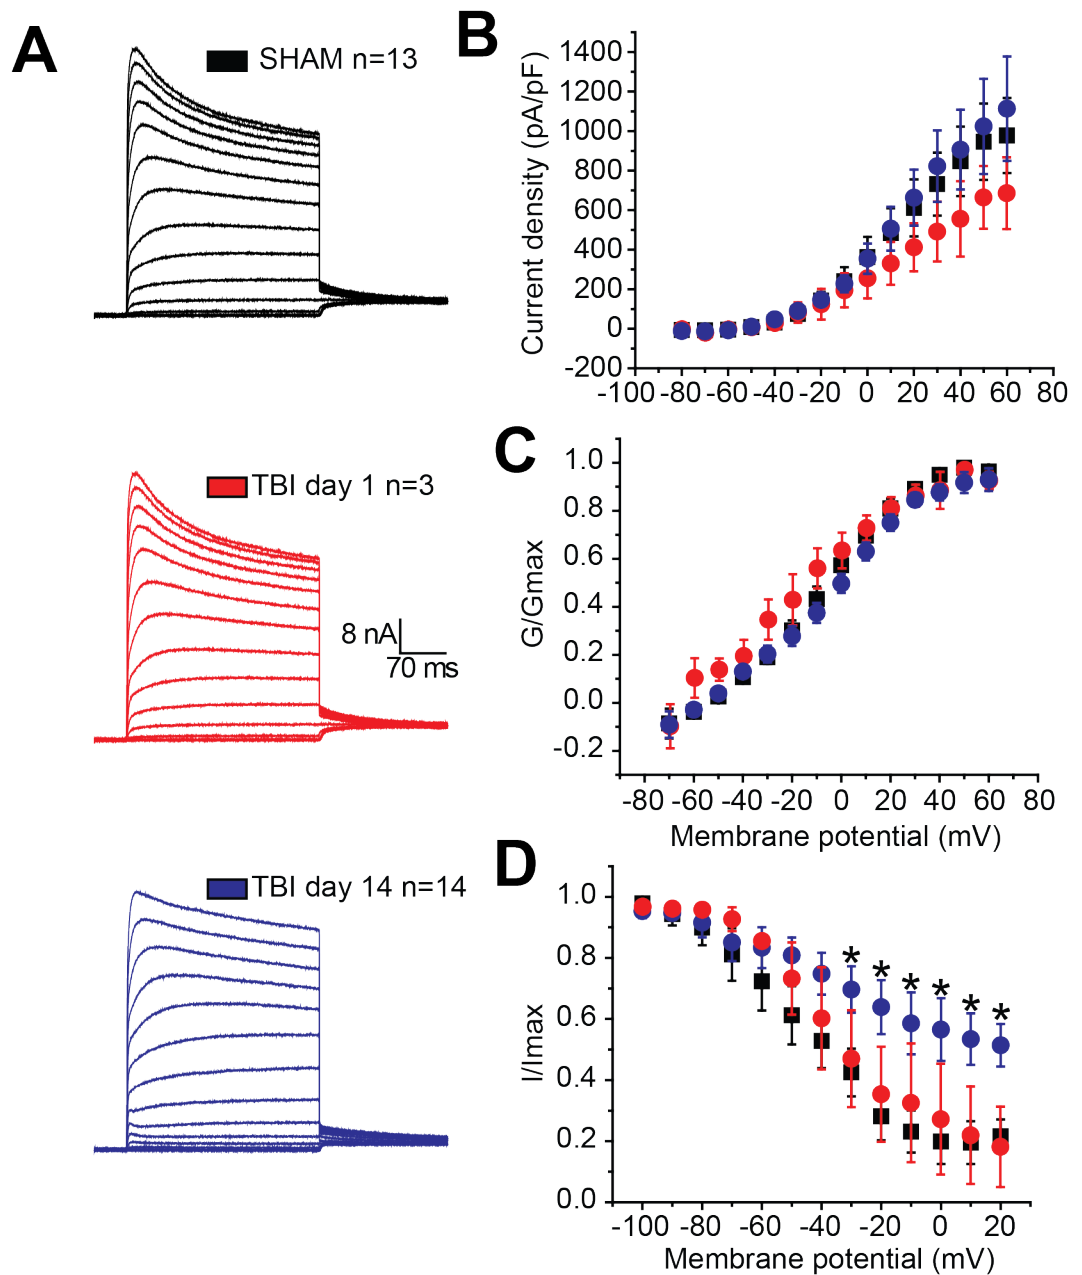 A
SHAM n=13
TBI day 1 n=3
8 nA
70 ms
TBI day 14 n=14
B
Current density (pA/pF)
1400
1200
1000
800
600
400
200
0
-200
-100 -80 -60 -40 -20 0 20 40 60 80
C
G/Gmax
1.0
0.8
0.6
0.4
0.2
0.0
-0.2
-80 -60 -40 -20 0 20 40 60 80
Membrane potential (mV)
D
I/Imax
1.0
0.8
0.6
0.4
0.2
0.0
* * * * * *
-100 -80 -60 -40 -20 0 20
Membrane potential (mV)